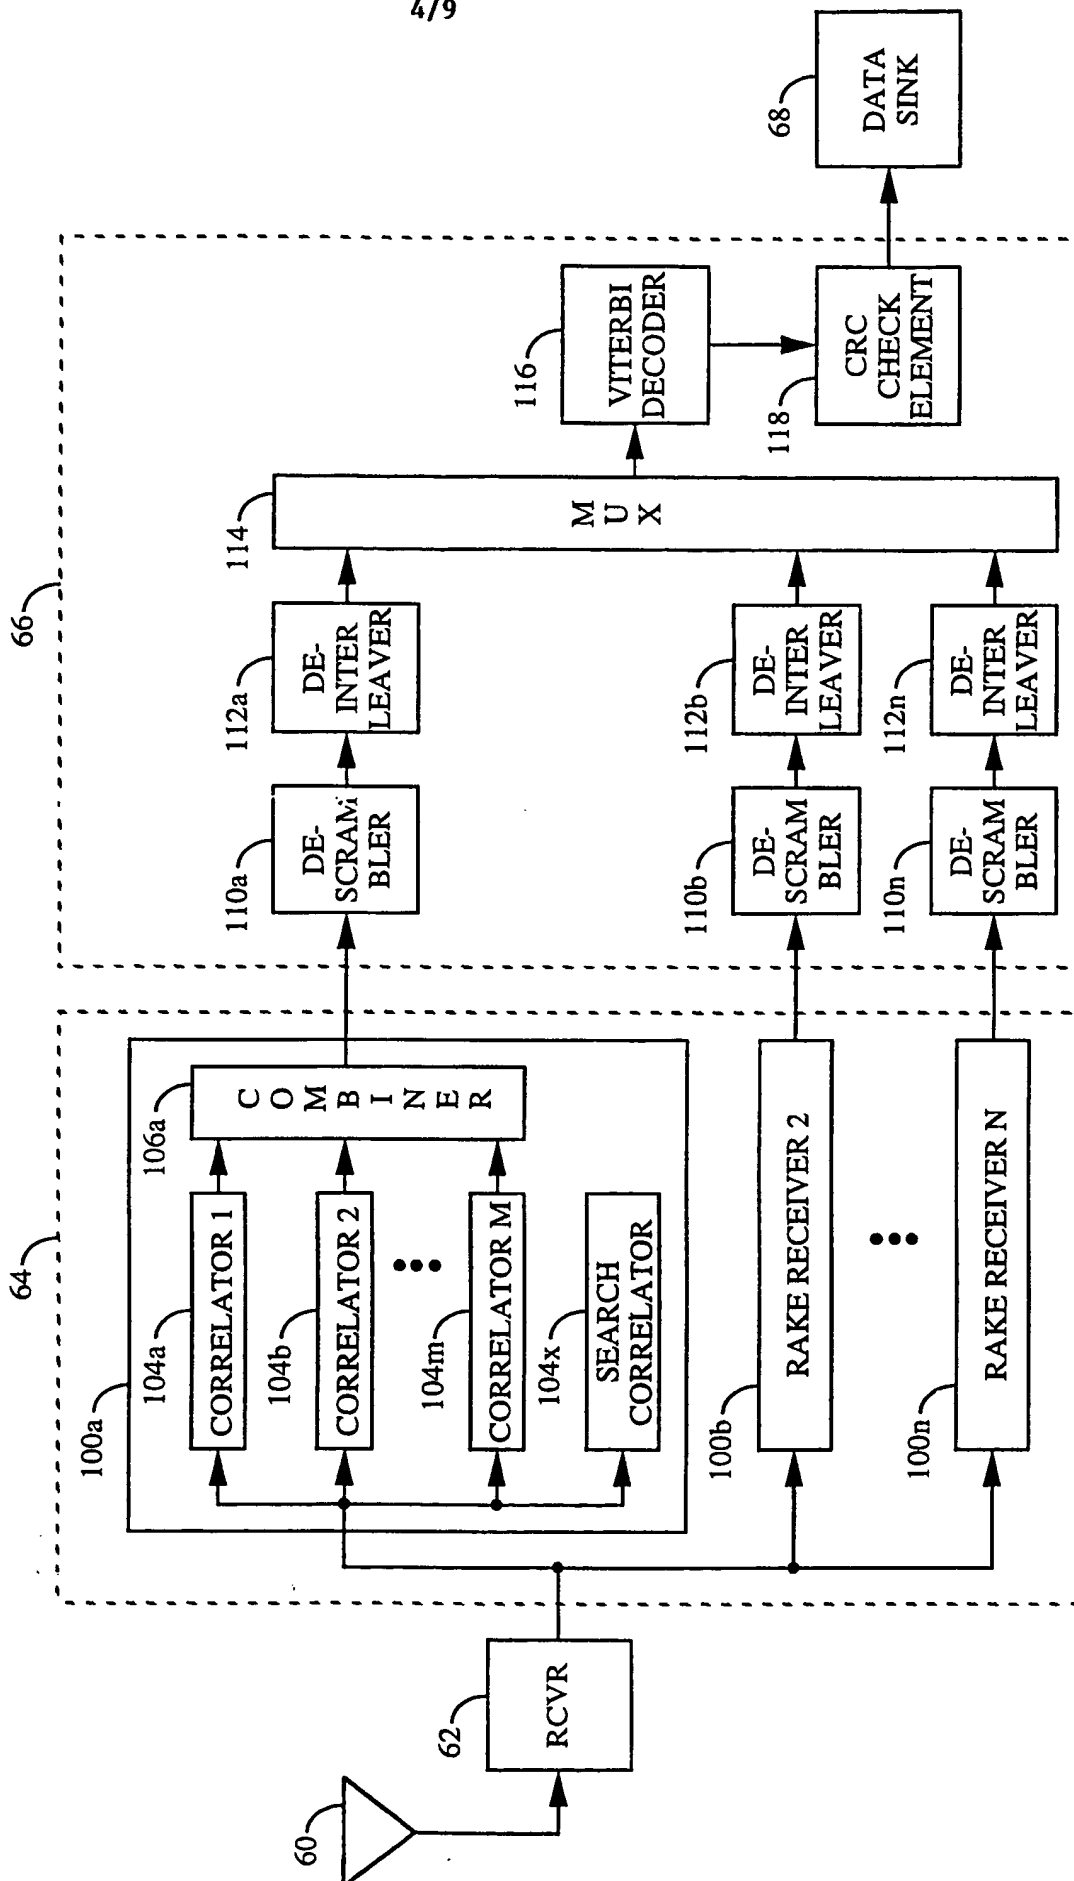 4/9
60
62
RCVR
64
100a
104a
CORRELATOR 1
104b
CORRELATOR 2
104m
CORRELATOR M
104x
SEARCH
CORRELATOR
106a
COMBINER
100b
RAKE RECEIVER 2
100n
RAKE RECEIVER N
66
110a
DE-
SCRAM
BLER
112a
DE-
INTER
LEAVER
110b
DE-
SCRAM
BLER
112b
DE-
INTER
LEAVER
110n
DE-
SCRAM
BLER
112n
DE-
INTER
LEAVER
114
MUX
116
VITERBI
DECODER
118
CRC
CHECK
ELEMENT
68
DATA
SINK